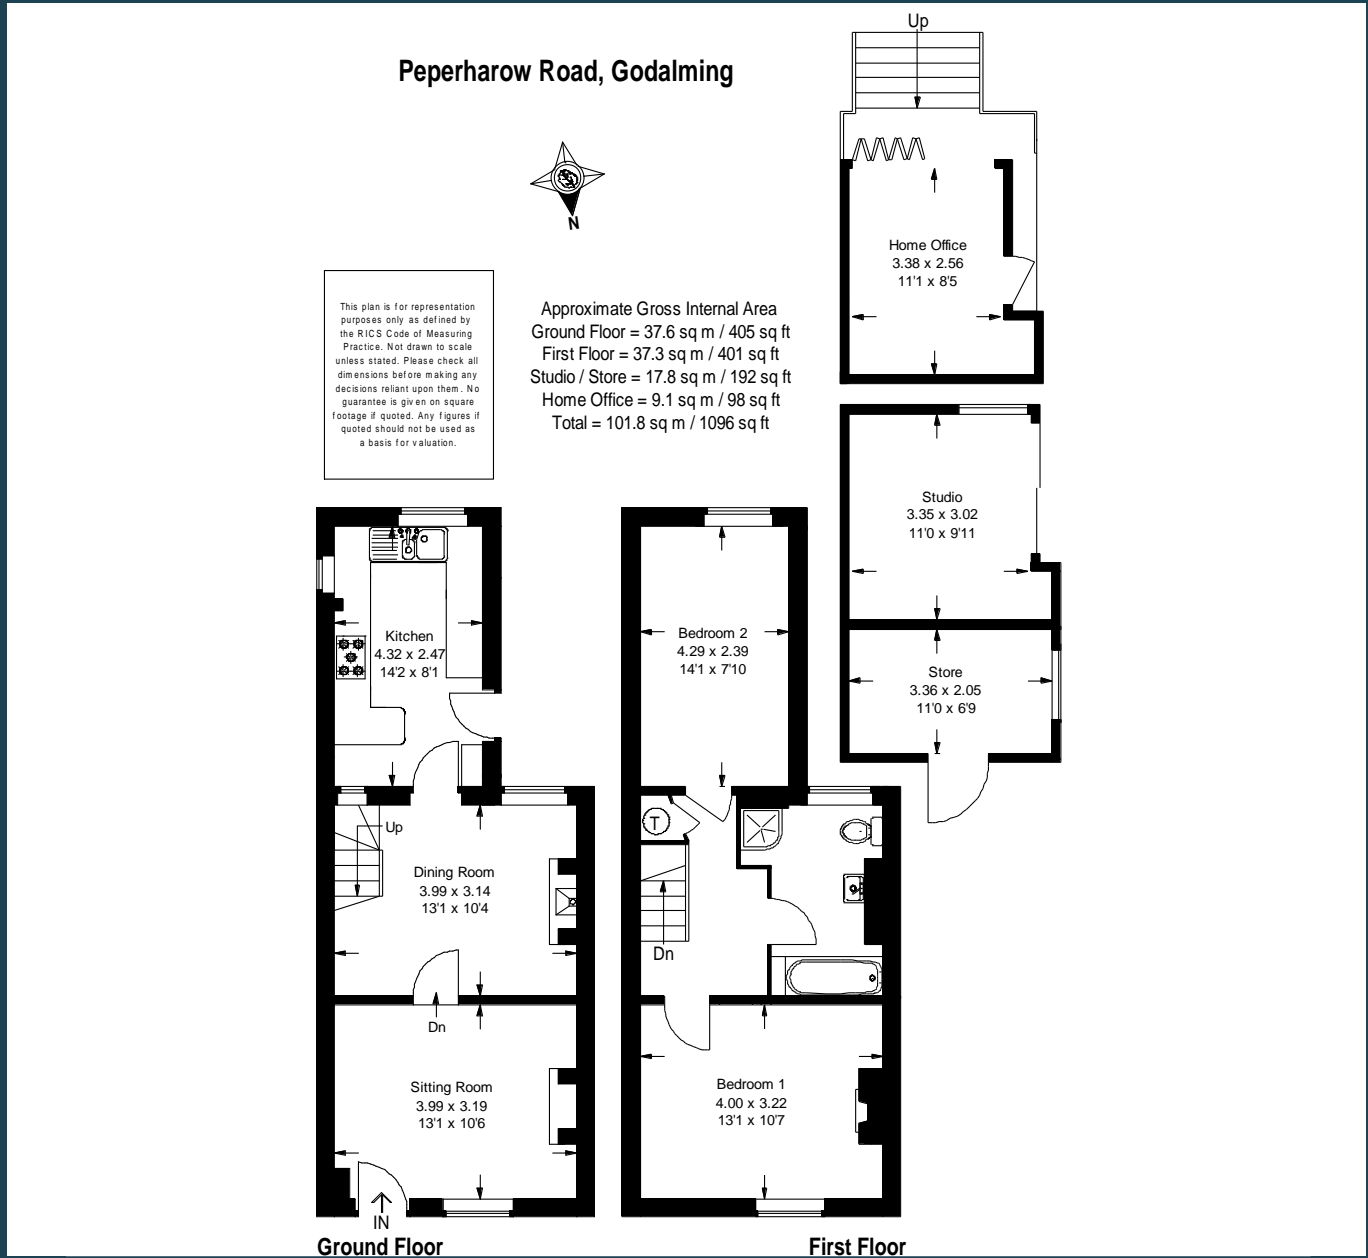 Up
Peperharow Road, Godalming
N
Home Office
3.38 x 2.56
11'1 x 8'5
This plan is for representation
purposes only as defined by
the RICS Code of Measuring
Practice. Not drawn to scale
unless stated. Please check all
dimensions before making any
decisions reliant upon them. No
guarantee is given on square
footage if quoted. Any figures if
quoted should not be used as
a basis for valuation.
Approximate Gross Internal Area
Ground Floor = 37.6 sq m / 405 sq ft
First Floor = 37.3 sq m / 401 sq ft
Studio / Store = 17.8 sq m / 192 sq ft
Home Office = 9.1 sq m / 98 sq ft
Total = 101.8 sq m / 1096 sq ft
Studio
3.35 x 3.02
11'0 x 9'11
Store
3.36 x 2.05
11'0 x 6'9
Kitchen
4.32 x 2.47
14'2 x 8'1
Up
Dining Room
3.99 x 3.14
13'1 x 10'4
Dn
Sitting Room
3.99 x 3.19
13'1 x 10'6
IN
Ground Floor
Bedroom 2
4.29 x 2.39
14'1 x 7'10
T
Dn
Bedroom 1
4.00 x 3.22
13'1 x 10'7
First Floor